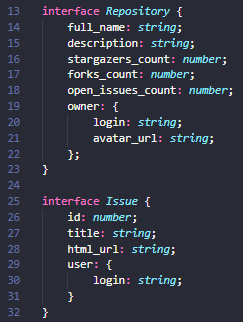 13 interface Repository {
14     full_name: string;
15     description: string;
16     stargazers_count: number;
17     forks_count: number;
18     open_issues_count: number;
19     owner: {
20         login: string;
21         avatar_url: string;
22     };
23 }
24
25 interface Issue {
26     id: number;
27     title: string;
28     html_url: string;
29     user: {
30         login: string;
31     }
32 }